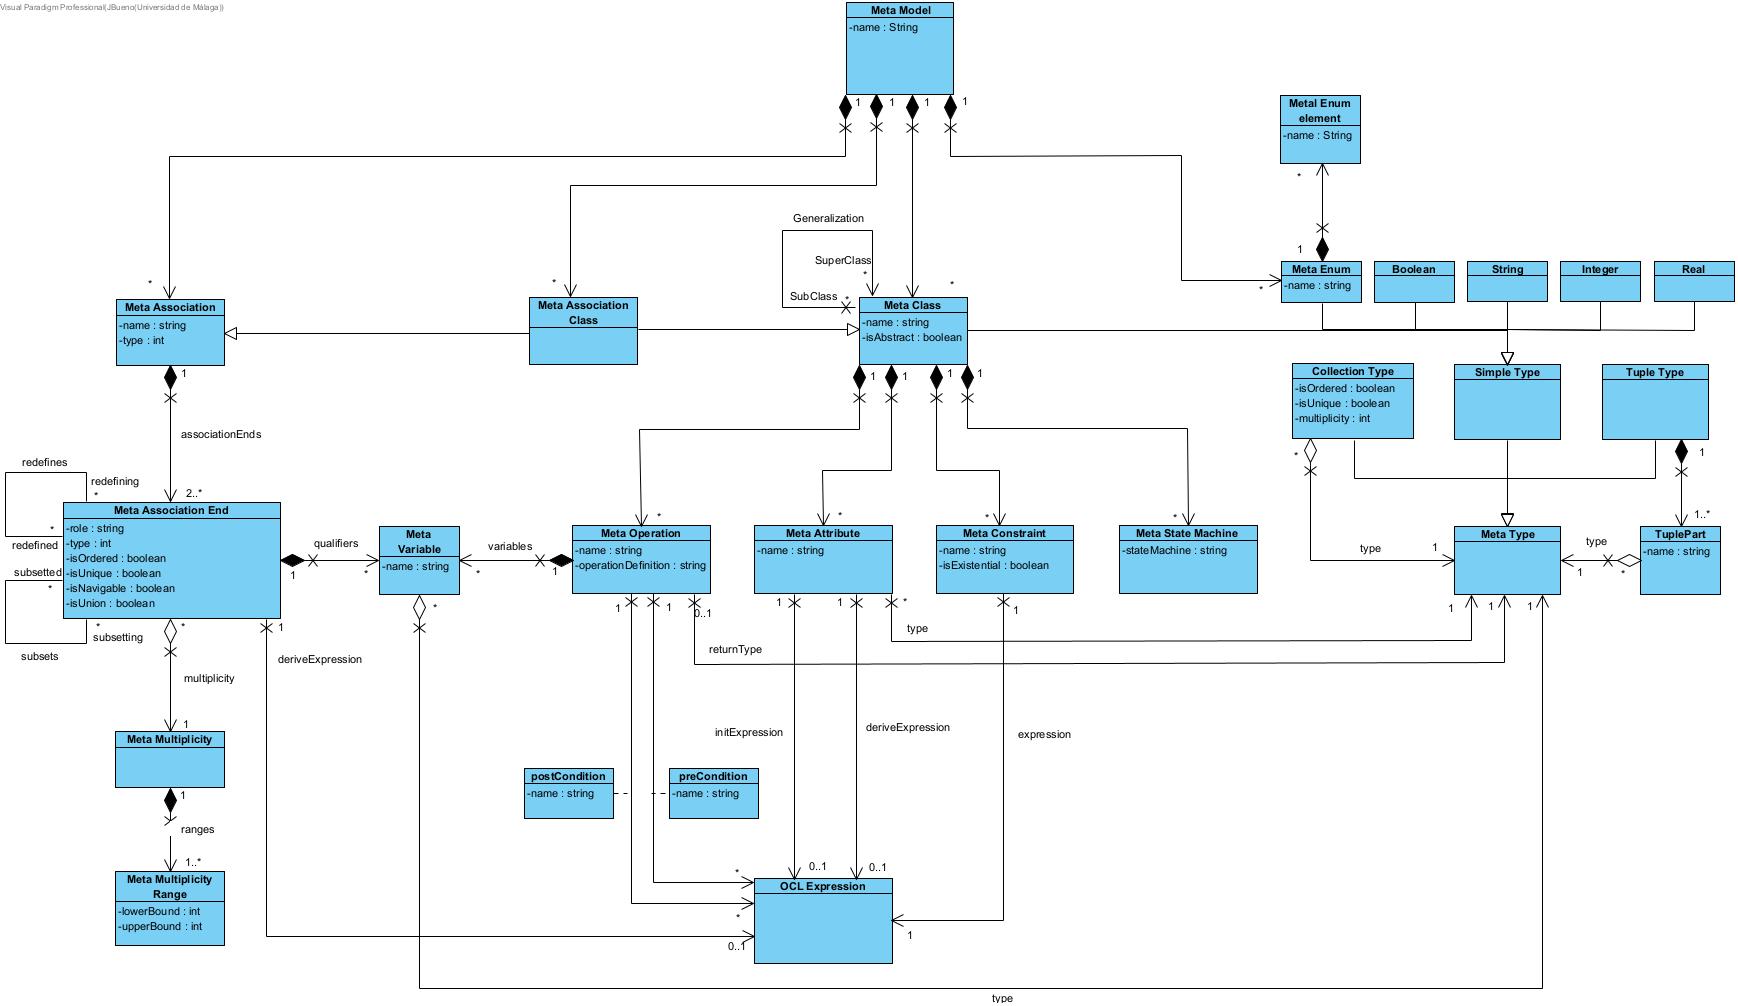 Visual Paradigm Professional(JBueno(Universidad de Málaga))
Meta Model
-name : String
1
1
1
1
Metal Enum
element
-name : String
*
1
Generalization
SuperClass
*
SubClass
*
*
*
*
*
Meta Enum
-name : string
Boolean
String
Integer
Real
Meta Association
-name : string
-type : int
Meta Association
Class
Meta Class
-name : string
-isAbstract : boolean
1
1
1
1
1
Collection Type
-isOrdered : boolean
-isUnique : boolean
-multiplicity : int
Simple Type
Tuple Type
associationEnds
*
1
redefines
redefining
*
2..*
*
*
*
*
1..*
Meta Association End
-role : string
-type : int
-isOrdered : boolean
-isUnique : boolean
-isNavigable : boolean
-isUnion : boolean
*
redefined
subsetted
*
qualifiers
1
*
Meta
Variable
-name : string
variables
*
1
Meta Operation
-name : string
-operationDefinition : string
Meta Attribute
-name : string
Meta Constraint
-name : string
-isExistential : boolean
Meta State Machine
-stateMachine : string
type
1
Meta Type
type
1
*
TuplePart
-name : string
*
subsetting
subsets
*
1
deriveExpression
*
1
1
0..1
1
1
*
1
1
1
1
type
returnType
multiplicity
1
initExpression
deriveExpression
expression
Meta Multiplicity
postCondition
-name : string
preCondition
-name : string
1
ranges
1..*
Meta Multiplicity
Range
-lowerBound : int
-upperBound : int
*
*
0..1
0..1
0..1
OCL Expression
1
type